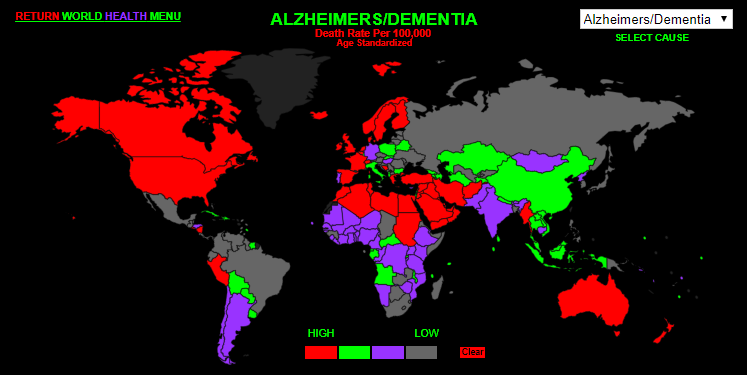 RETURN WORLD HEALTH MENU
ALZHEIMERS/DEMENTIA
Death Rate Per 100,000
Age Standardized
Alzheimers/Dementia
SELECT CAUSE
HIGH LOW
Clear